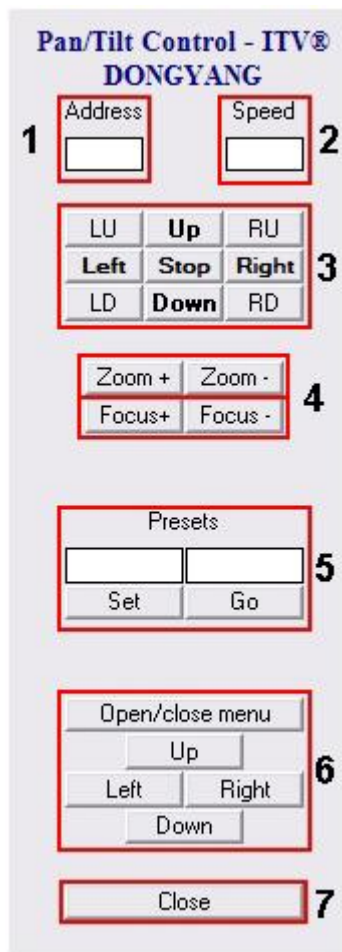 Pan/Tilt Control - ITV®
DONGYANG
1 Address Speed 2
LU Up RU
Left Stop Right 3
LD Down RD
Zoom + Zoom - 4
Focus+ Focus -
Presets
5
Set Go
Open/close menu
Up
6
Left Right
Down
Close 7